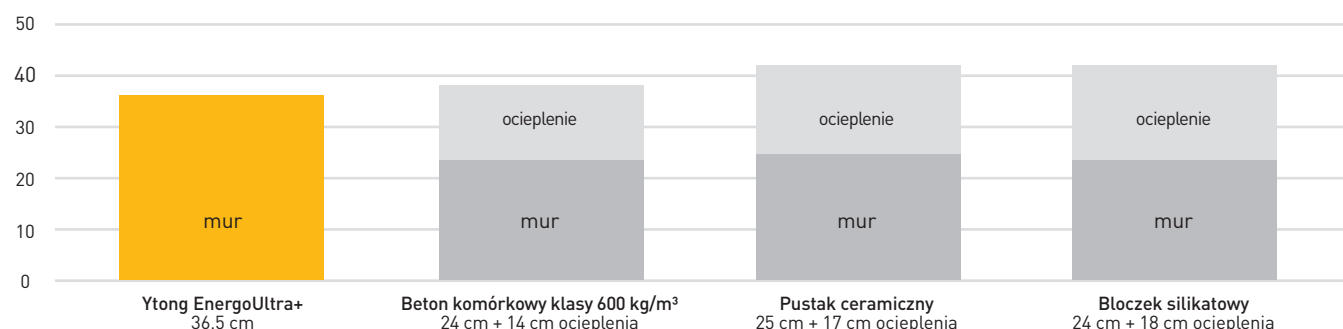 50
40
30
20
10
0
ocieplenie
ocieplenie
ocieplenie
mur
mur
mur
mur
Ytong EnergoUltra+
36.5 cm
Beton komórkowy klasy 600 kg/m³
24 cm + 14 cm ocieplenia
Pustak ceramiczny
25 cm + 17 cm ocieplenia
Bloczek silikatowy
24 cm + 18 cm ocieplenia